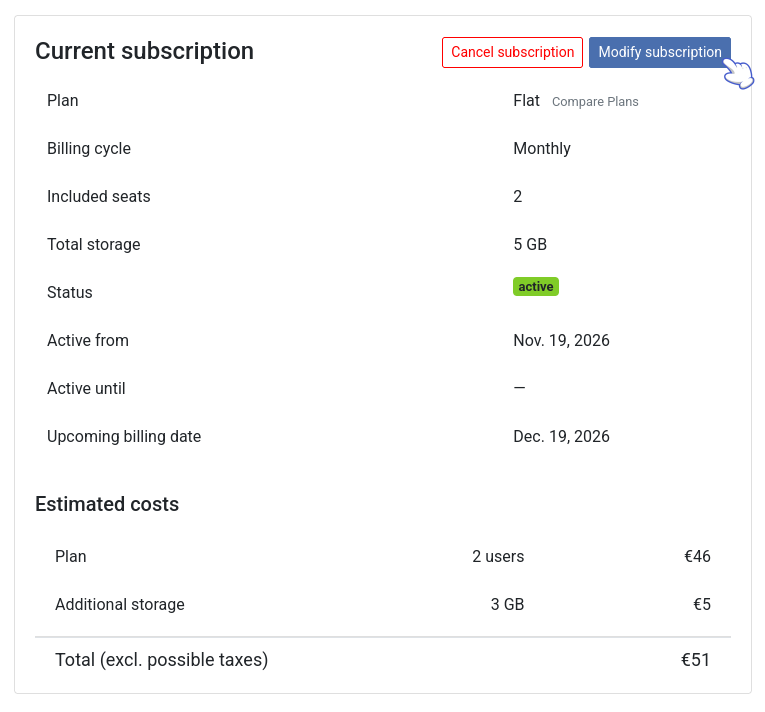 Current subscription Cancel subscription Modify subscription
Plan Flat Compare Plans
Billing cycle Monthly
Included seats 2
Total storage 5 GB
Status active
Active from Nov. 19, 2026
Active until —
Upcoming billing date Dec. 19, 2026
Estimated costs
Plan 2 users €46
Additional storage 3 GB €5
Total (excl. possible taxes) €51